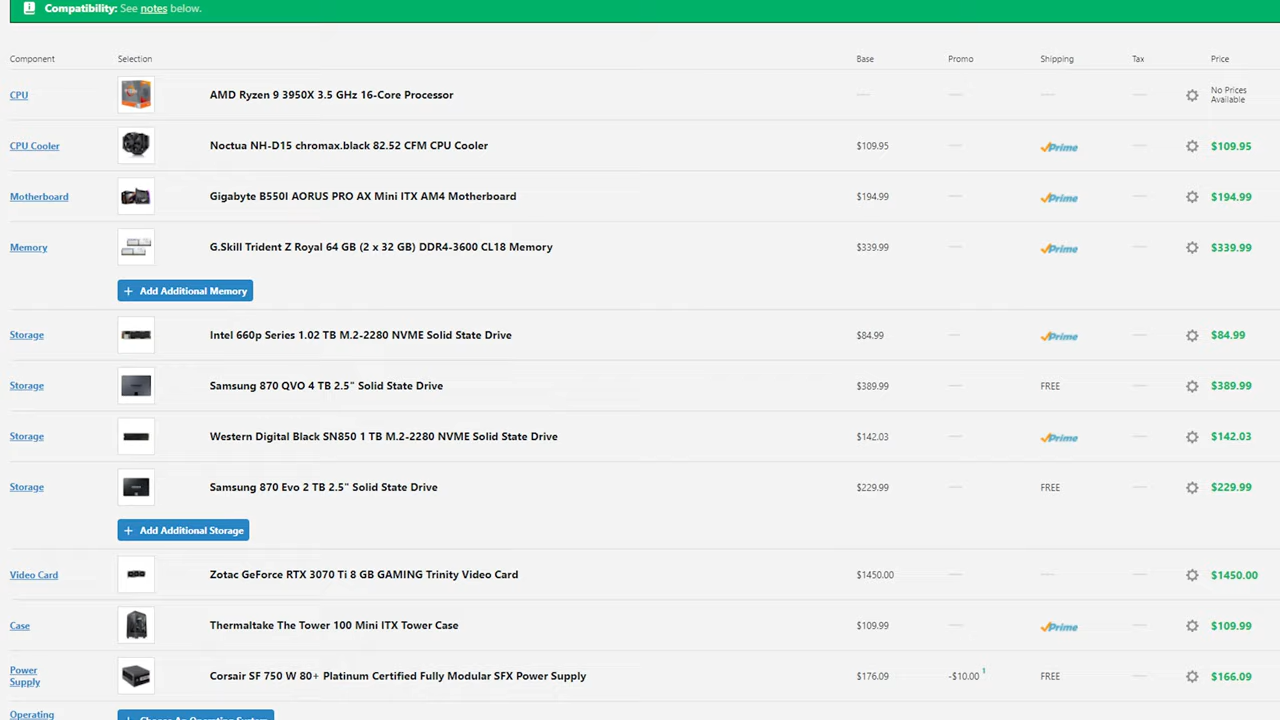 Compatibility: See notes below.
Component Selection Base Promo Shipping Tax Price
CPU AMD Ryzen 9 3950X 3.5 GHz 16-Core Processor — — — — No Prices Available
CPU Cooler Noctua NH-D15 chromax.black 82.52 CFM CPU Cooler $109.95 — Prime — $109.95
Motherboard Gigabyte B550I AORUS PRO AX Mini ITX AM4 Motherboard $194.99 — Prime — $194.99
Memory G.Skill Trident Z Royal 64 GB (2 x 32 GB) DDR4-3600 CL18 Memory $339.99 — Prime — $339.99
+ Add Additional Memory
Storage Intel 660p Series 1.02 TB M.2-2280 NVME Solid State Drive $84.99 — Prime — $84.99
Storage Samsung 870 QVO 4 TB 2.5" Solid State Drive $389.99 — FREE — $389.99
Storage Western Digital Black SN850 1 TB M.2-2280 NVME Solid State Drive $142.03 — Prime — $142.03
Storage Samsung 870 Evo 2 TB 2.5" Solid State Drive $229.99 — FREE — $229.99
+ Add Additional Storage
Video Card Zotac GeForce RTX 3070 Ti 8 GB GAMING Trinity Video Card $1450.00 — — — $1450.00
Case Thermaltake The Tower 100 Mini ITX Tower Case $109.99 — Prime — $109.99
Power Supply Corsair SF 750 W 80+ Platinum Certified Fully Modular SFX Power Supply $176.09 -$10.00 1 FREE — $166.09
Operating + Choose An Operating System